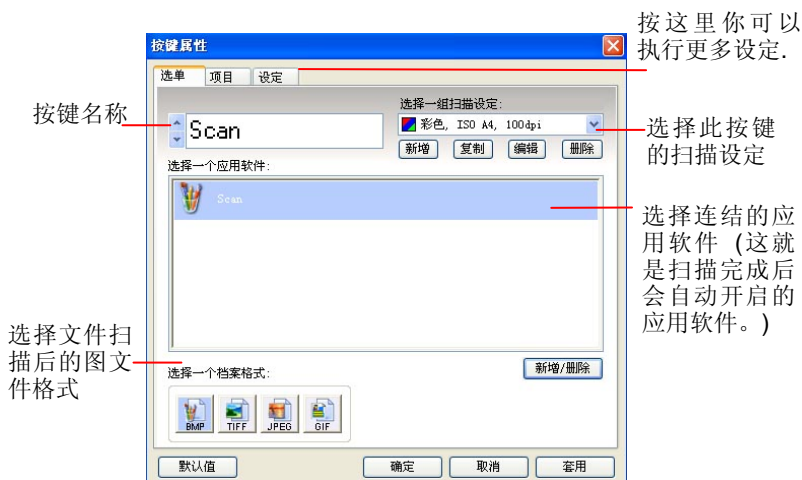 按这里你可以
执行更多设定.
按键属性
选单 项目 设定
按键名称
选择一组扫描设定:
Scan
彩色, ISO A4, 100dpi
新增 复制 编辑 删除
选择此按键
的扫描设定
选择一个应用软件:
Scan
选择连结的应
用软件 (这就
是扫描完成后
会自动开启的
应用软件。)
选择文件扫
描后的图文
件格式
新增/删除
选择一个档案格式:
BMP TIFF JPEG GIF
默认值 确定 取消 套用